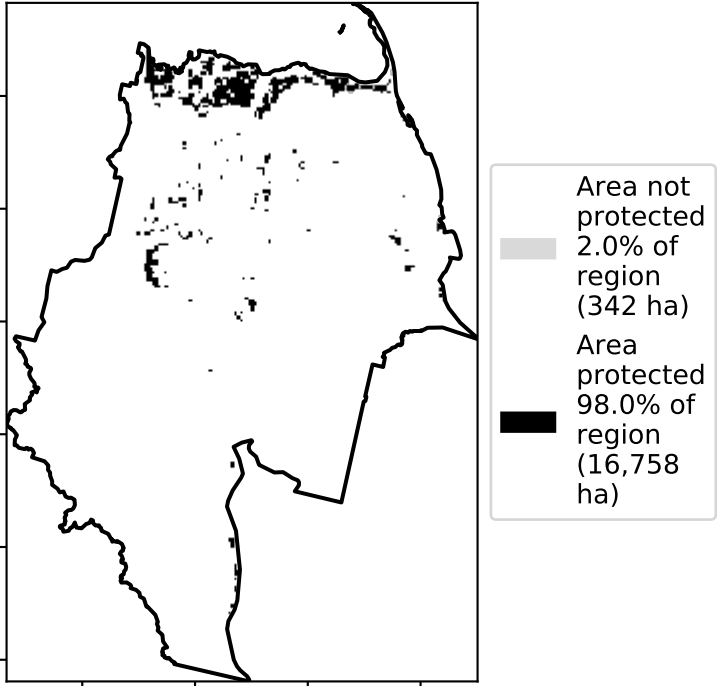 Area not
protected
2.0% of
region
(342 ha)
Area
protected
98.0% of
region
(16,758
ha)